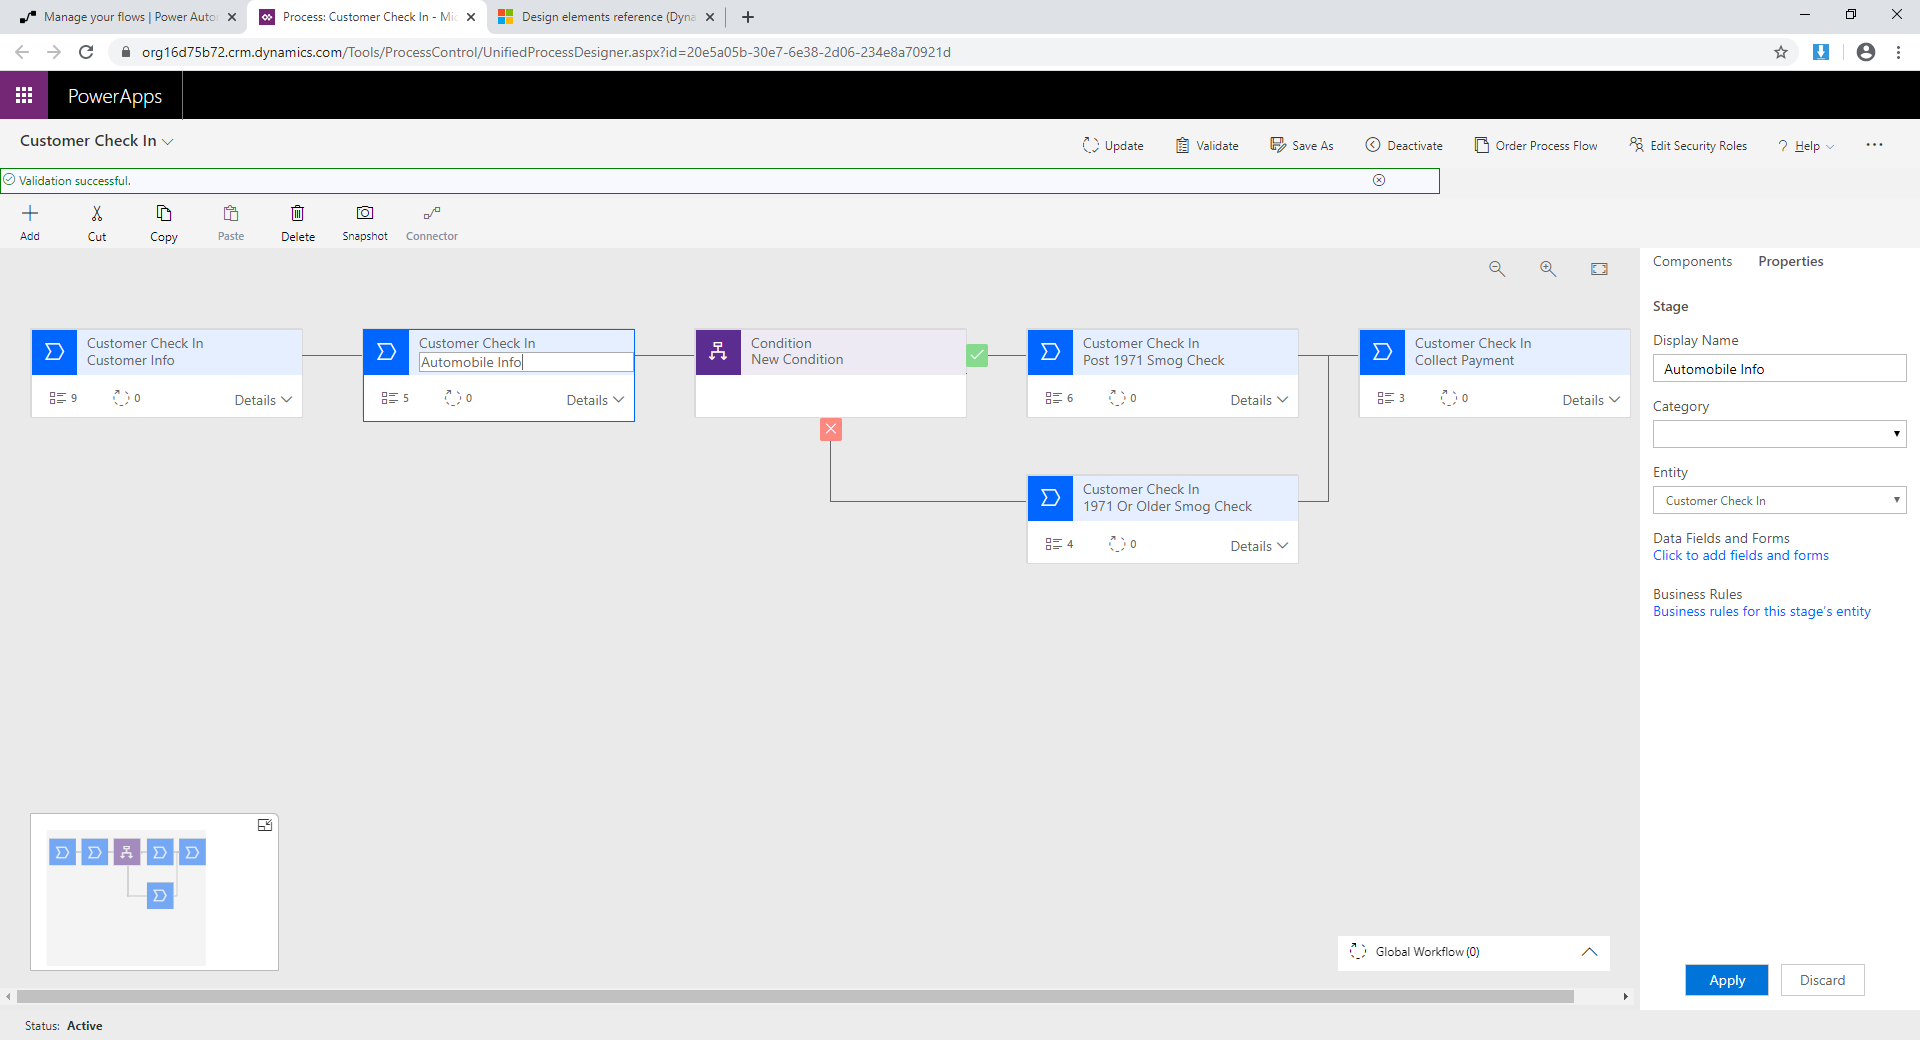 Manage your flows | Power Auto
Process: Customer Check In - Mic
Design elements reference (Dyna
org16d75b72.crm.dynamics.com/Tools/ProcessControl/UnifiedProcessDesigner.aspx?id=20e5a05b-30e7-6e38-2d06-234e8a70921d
PowerApps
Customer Check In
Update
Validate
Save As
Deactivate
Order Process Flow
Edit Security Roles
? Help
...
Validation successful.
Add
Cut
Copy
Paste
Delete
Snapshot
Connector
Components
Properties
Customer Check In
Customer Info
9
0
Details
Customer Check In
Automobile Info
5
0
Details
Condition
New Condition
Customer Check In
Post 1971 Smog Check
6
0
Details
Customer Check In
Collect Payment
3
0
Details
Customer Check In
1971 Or Older Smog Check
4
0
Details
Stage
Display Name
Automobile Info
Category
Entity
Customer Check In
Data Fields and Forms
Click to add fields and forms
Business Rules
Business rules for this stage's entity
Global Workflow (0)
Apply
Discard
Status: Active